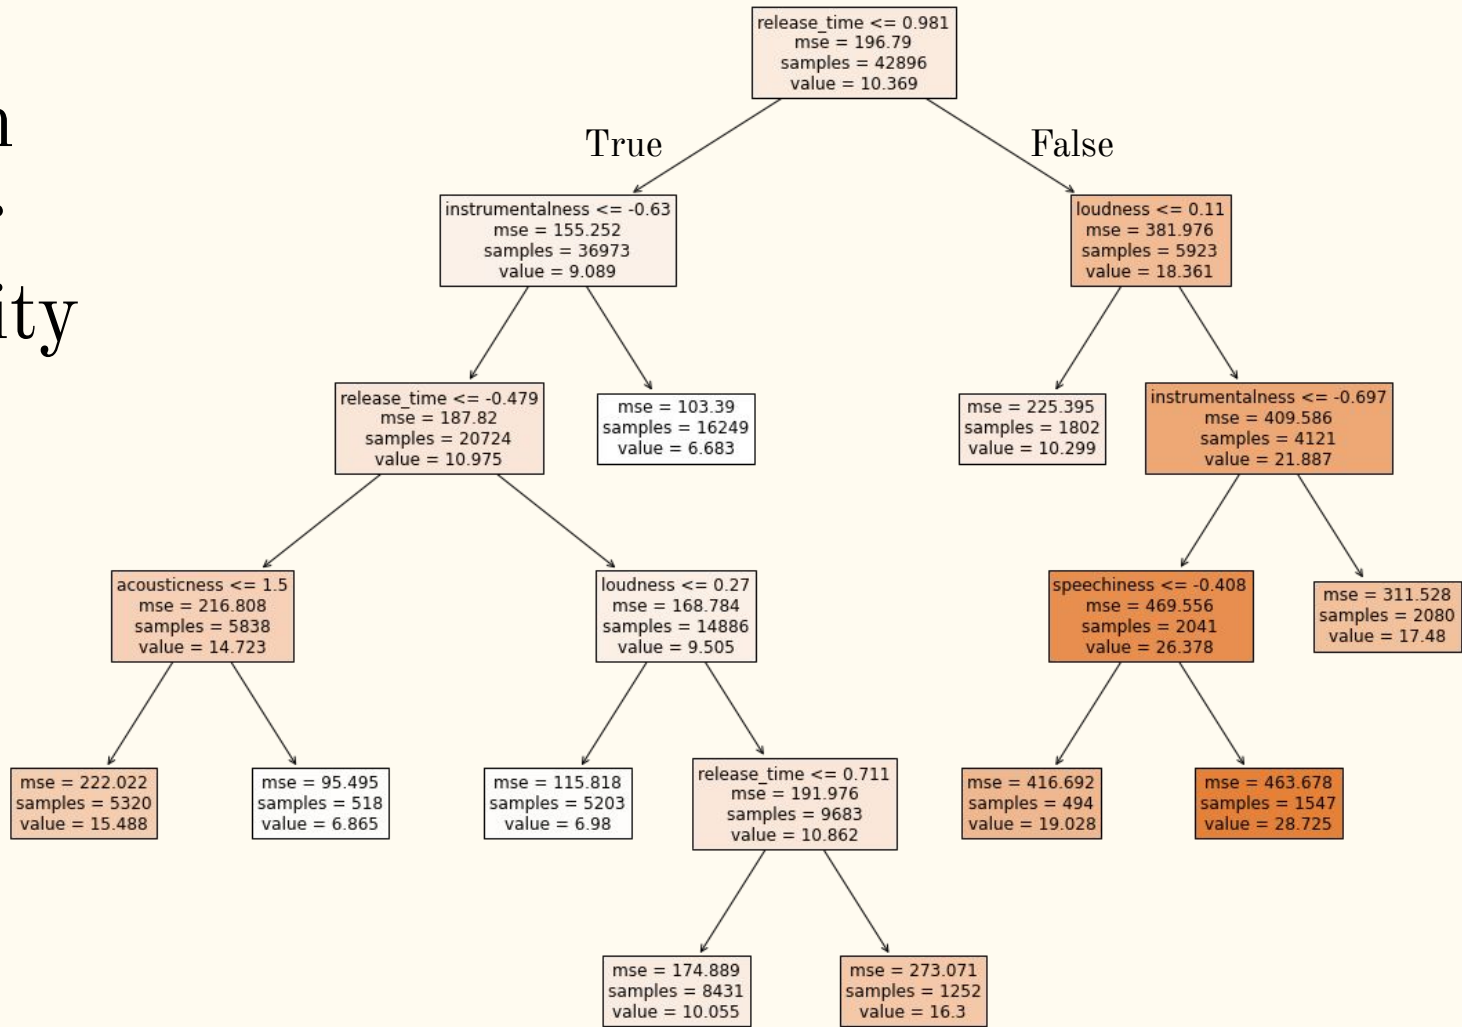 n
.
ity
release_time <= 0.981
mse = 196.79
samples = 42896
value = 10.369
True
False
instrumentalness <= -0.63
mse = 155.252
samples = 36973
value = 9.089
loudness <= 0.11
mse = 381.976
samples = 5923
value = 18.361
release_time <= -0.479
mse = 187.82
samples = 20724
value = 10.975
mse = 103.39
samples = 16249
value = 6.683
mse = 225.395
samples = 1802
value = 10.299
instrumentalness <= -0.697
mse = 409.586
samples = 4121
value = 21.887
acousticness <= 1.5
mse = 216.808
samples = 5838
value = 14.723
loudness <= 0.27
mse = 168.784
samples = 14886
value = 9.505
speechiness <= -0.408
mse = 469.556
samples = 2041
value = 26.378
mse = 311.528
samples = 2080
value = 17.48
mse = 222.022
samples = 5320
value = 15.488
mse = 95.495
samples = 518
value = 6.865
mse = 115.818
samples = 5203
value = 6.98
release_time <= 0.711
mse = 191.976
samples = 9683
value = 10.862
mse = 416.692
samples = 494
value = 19.028
mse = 463.678
samples = 1547
value = 28.725
mse = 174.889
samples = 8431
value = 10.055
mse = 273.071
samples = 1252
value = 16.3